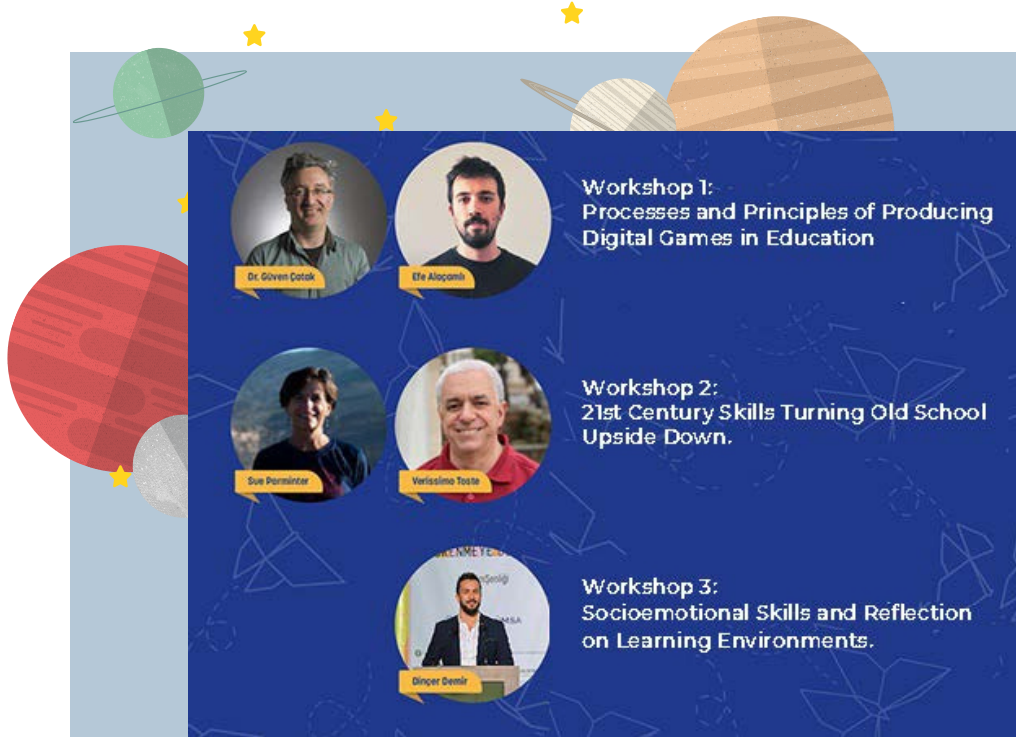 Dr. Güven Çatak
Efe Alaçamlı
Workshop 1:
Processes and Principles of Producing
Digital Games in Education
Sue Parminter
Verissimo Toste
Workshop 2:
21st Century Skills Turning Old School
Upside Down.
Dinçer Demir
Workshop 3:
Socioemotional Skills and Reflection
on Learning Environments.